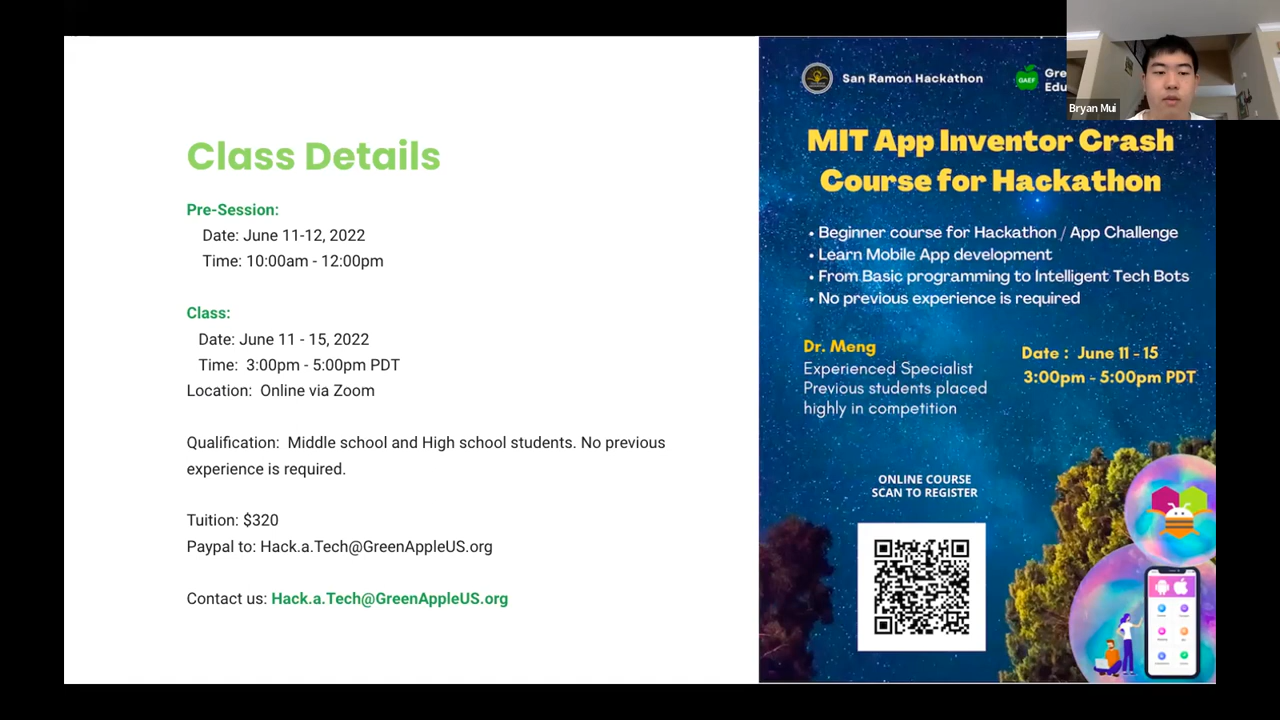 Class Details
Pre-Session:
Date: June 11-12, 2022
Time: 10:00am - 12:00pm
Class:
Date: June 11 - 15, 2022
Time:  3:00pm - 5:00pm PDT
Location:  Online via Zoom
Qualification:  Middle school and High school students. No previous
experience is required.
Tuition: $320
Paypal to: Hack.a.Tech@GreenAppleUS.org
Contact us: Hack.a.Tech@GreenAppleUS.org
San Ramon Hackathon
GAEF
Gre
Edu
Bryan Mui
MIT App Inventor Crash
Course for Hackathon
• Beginner course for Hackathon / App Challenge
• Learn Mobile App development
• From Basic programming to Intelligent Tech Bots
• No previous experience is required
Dr. Meng
Experienced Specialist
Previous students placed
highly in competition
Date :  June 11 - 15
3:00pm - 5:00pm PDT
ONLINE COURSE
SCAN TO REGISTER